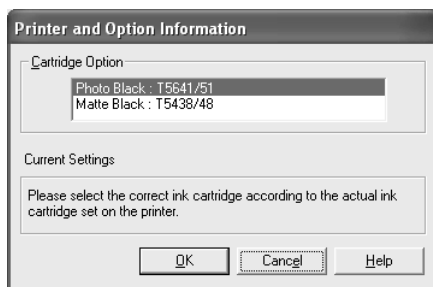 Printer and Option Information
Cartridge Option
Photo Black : T5641/51
Matte Black : T5438/48
Current Settings
Please select the correct ink cartridge according to the actual ink
cartridge set on the printer.
OK
Cancel
Help